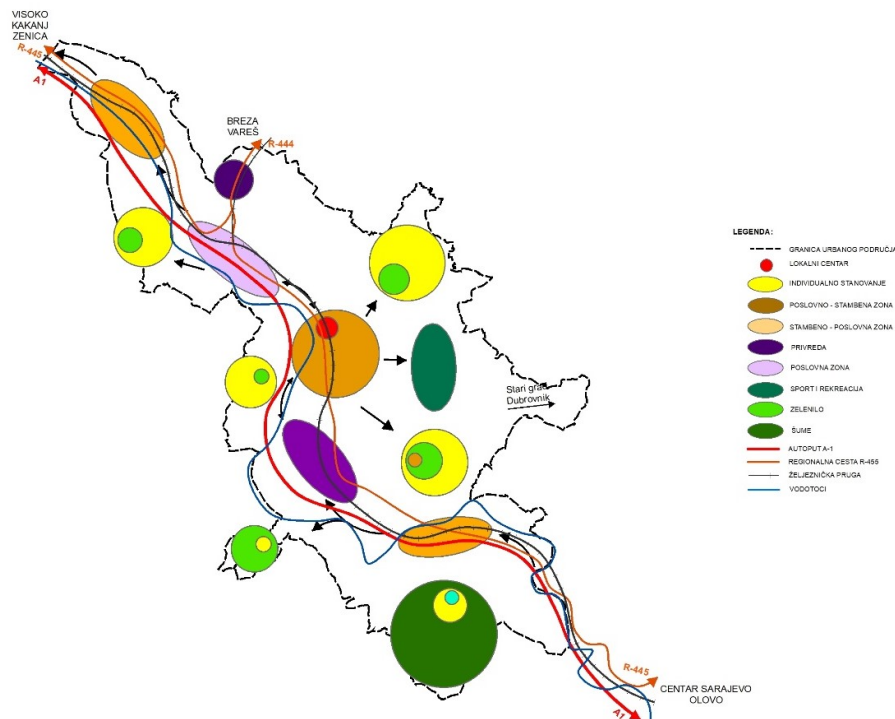 VISOKO
KAKANJ
ZENICA
R-445
A1
BREZA
VAREŠ
R-444
Stari grad
Dubrovnik
R-445
CENTAR SARAJEVO
OLOVO
A1
LEGENDA:
GRANICA URBANOG PODRUČJA
LOKALNI CENTAR
INDIVIDUALNO STANOVANJE
POSLOVNO - STAMBENA ZONA
STAMBENO - POSLOVNA ZONA
PRIVREDA
POSLOVNA ZONA
SPORT I REKREACIJA
ZELENILO
ŠUME
AUTOPUT A-1
REGIONALNA CESTA R-455
ŽELJEZNIČKA PRUGA
VODOTOCI